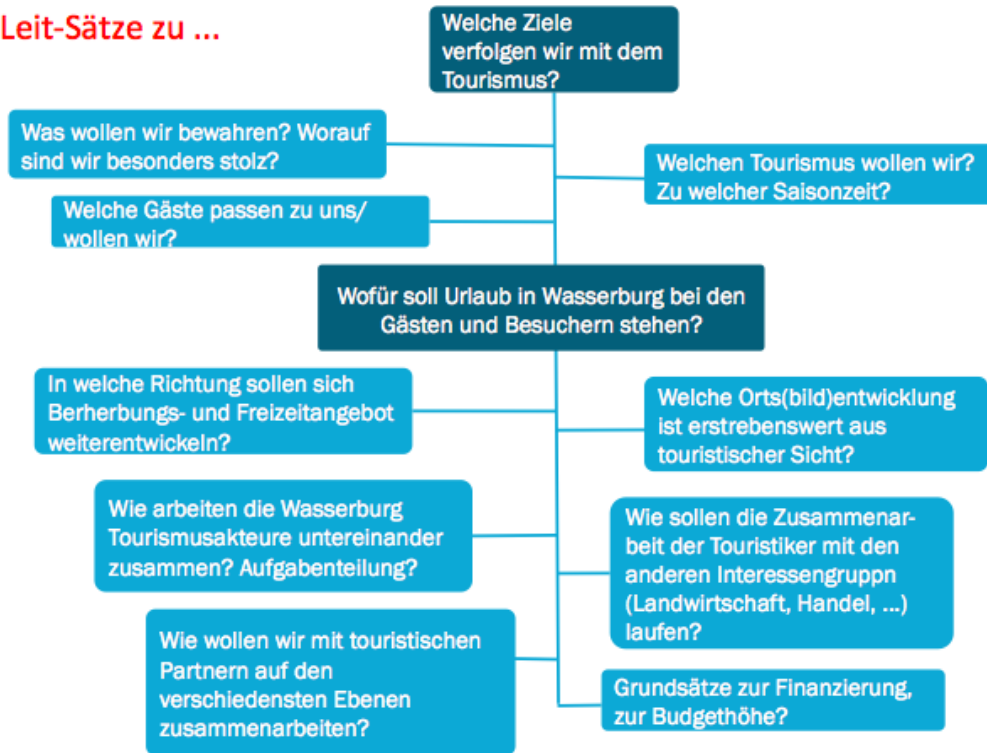 Leit-Sätze zu ...
Welche Ziele
verfolgen wir mit dem
Tourismus?
Was wollen wir bewahren? Worauf
sind wir besonders stolz?
Welchen Tourismus wollen wir?
Zu welcher Saisonzeit?
Welche Gäste passen zu uns/
wollen wir?
Wofür soll Urlaub in Wasserburg bei den
Gästen und Besuchern stehen?
In welche Richtung sollen sich
Berherbungs- und Freizeitangebot
weiterentwickeln?
Welche Orts(bild)entwicklung
ist erstrebenswert aus
touristischer Sicht?
Wie arbeiten die Wasserburg
Tourismusakteure untereinander
zusammen? Aufgabenteilung?
Wie sollen die Zusammenar-
beit der Touristiker mit den
anderen Interessengruppn
(Landwirtschaft, Handel, ...)
laufen?
Wie wollen wir mit touristischen
Partnern auf den
verschiedensten Ebenen
zusammenarbeiten?
Grundsätze zur Finanzierung,
zur Budgethöhe?